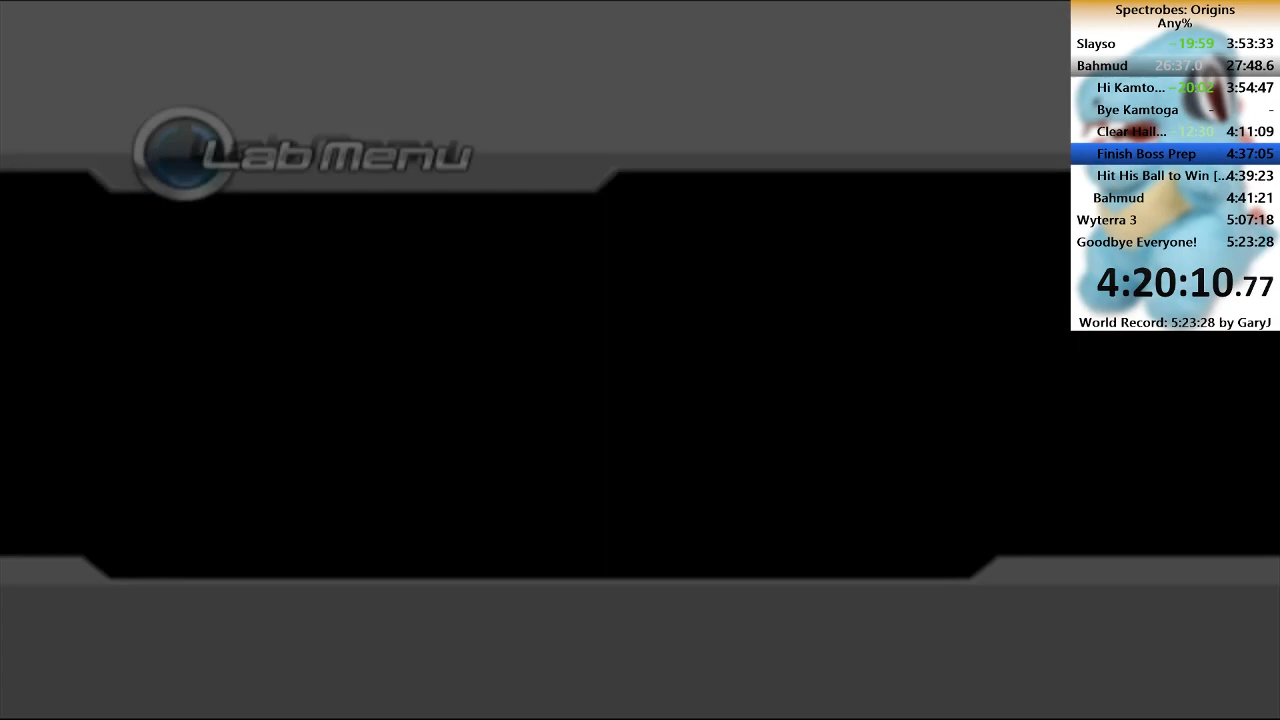 Lab Menu
Spectrobes: Origins
Any%
Slayso -19:59 3:53:33
Bahmud 26:37.0 27:48.6
Hi Kamto... -20:02 3:54:47
Bye Kamtoga - -
Clear Hall... -12:30 4:11:09
Finish Boss Prep 4:37:05
Hit His Ball to Win [... 4:39:23
Bahmud 4:41:21
Wyterra 3 5:07:18
Goodbye Everyone! 5:23:28
4:20:10.77
World Record: 5:23:28 by GaryJ